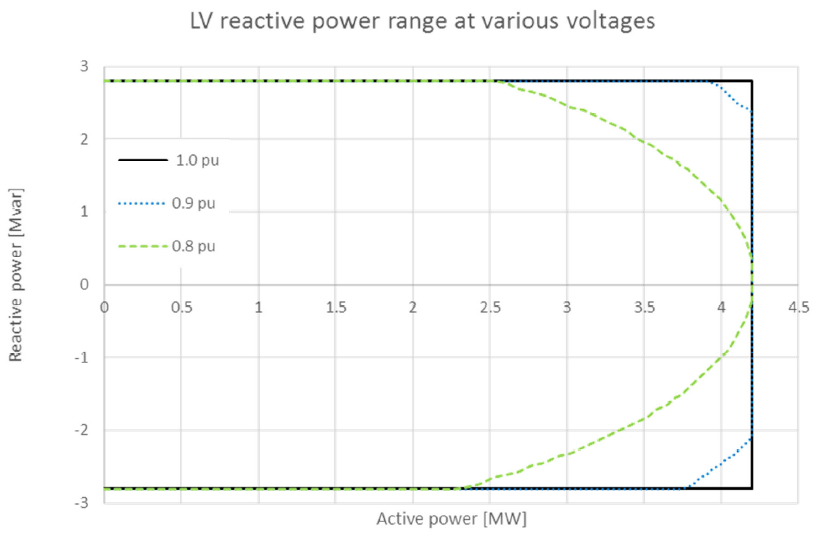 LV reactive power range at various voltages
3
2
1.0 pu
0.9 pu
1
0.8 pu
0
0 0.5 1 1.5 2 2.5 3 3.5 4 4.5
-1
-2
-3
Reactive power [Mvar]
Active power [MW]